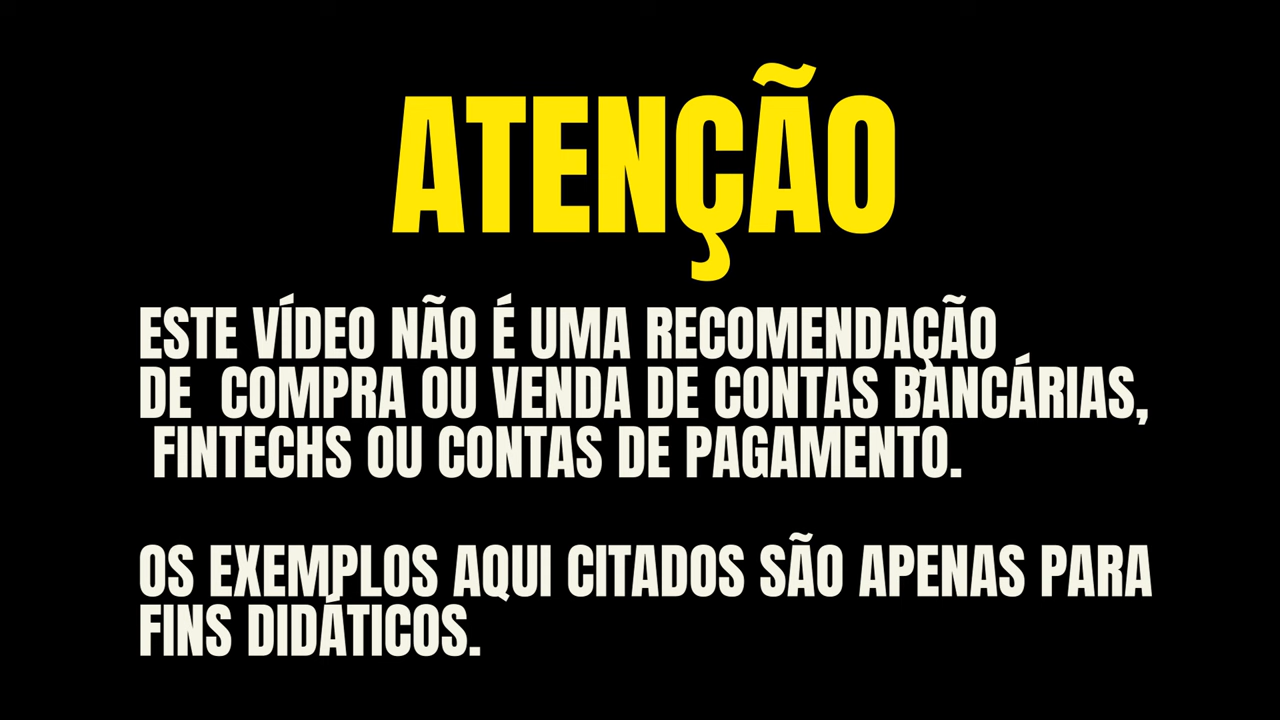 ATENÇÃO
ESTE VÍDEO NÃO É UMA RECOMENDAÇÃO
DE COMPRA OU VENDA DE CONTAS BANCÁRIAS,
FINTECHS OU CONTAS DE PAGAMENTO.
OS EXEMPLOS AQUI CITADOS SÃO APENAS PARA
FINS DIDÁTICOS.